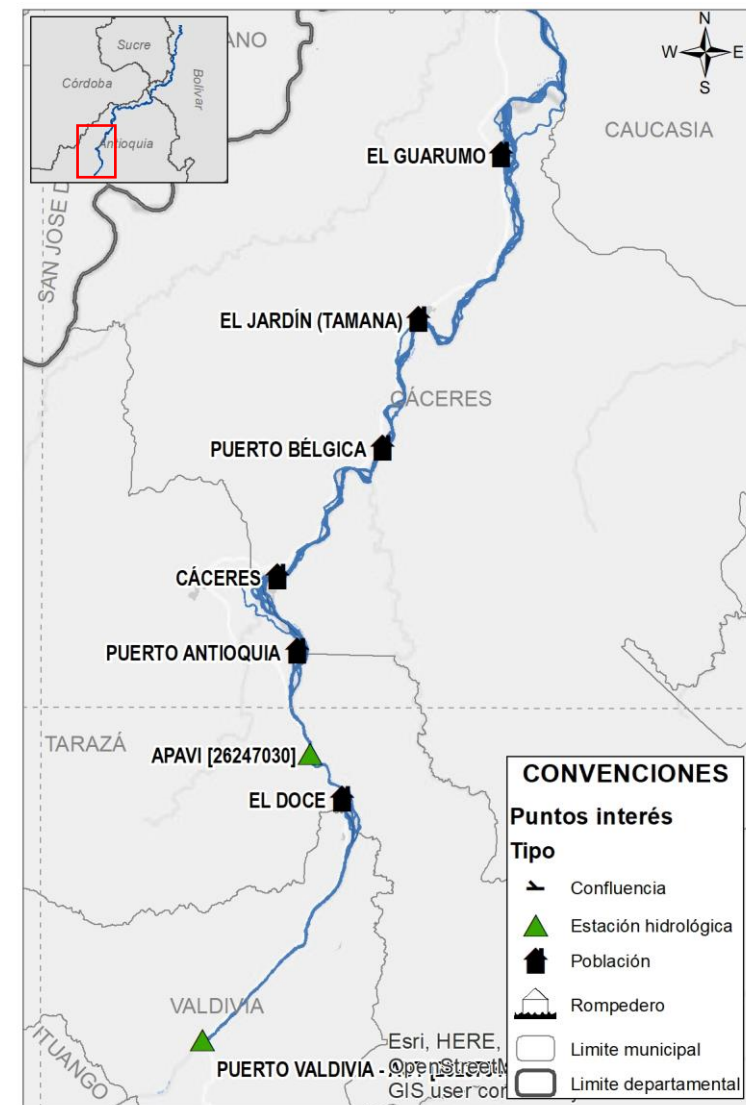 Sucre
Córdoba
Bolívar
Antioquia
ANO
N
W
E
S
CAUCASIA
EL GUARUMO
SAN JOSE D
EL JARDÍN (TAMANA)
CÁCERES
PUERTO BÉLGICA
CÁCERES
PUERTO ANTIOQUIA
TARAZÁ
APAVI [26247030]
EL DOCE
VALDIVIA
ITUANGO
PUERTO VALDIVIA -
Esri, HERE,
GIS user con
CONVENCIONES
Puntos interés
Tipo
Confluencia
Estación hidrológica
Población
Rompedero
Limite municipal
Limite departamental